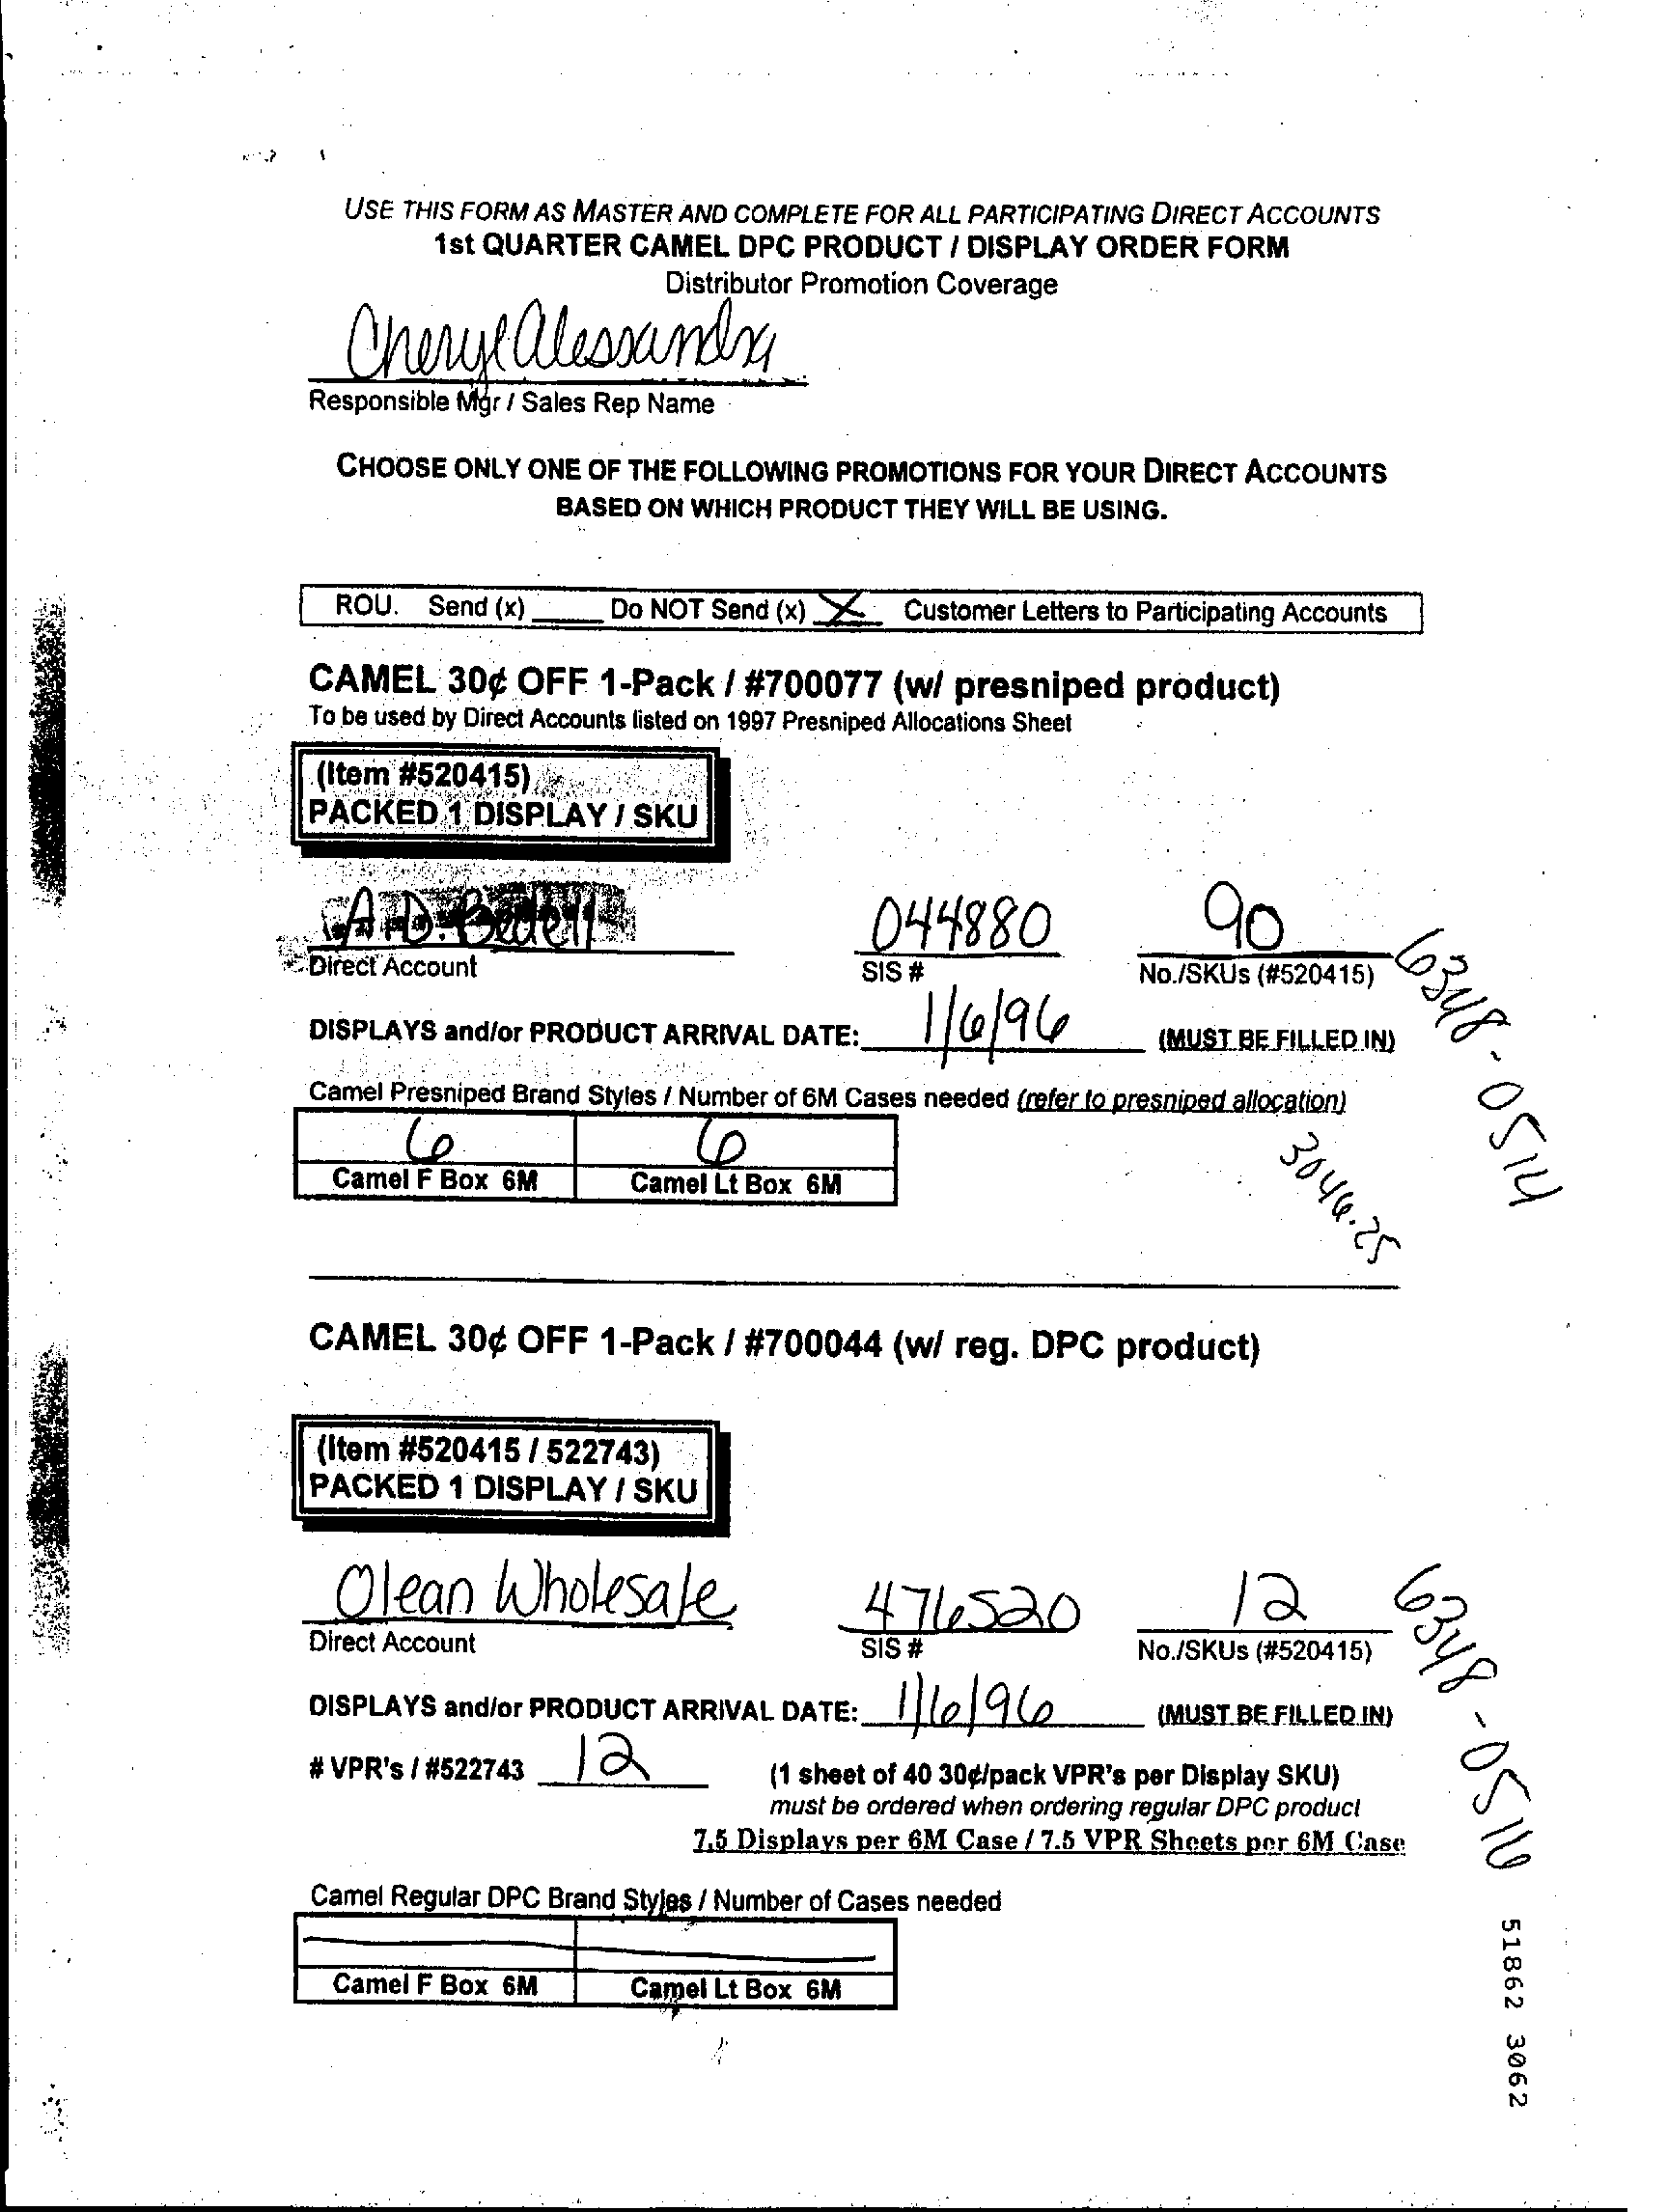 USE THIS FORM AS MASTER AND COMPLETE FOR ALL PARTICIPATING DIRECT ACCOUNTS
1st QUARTER CAMEL DPC PRODUCT / DISPLAY ORDER FORM
Distributor Promotion Coverage
Cheryl Alessandra
Responsible Mgr / Sales Rep Name
CHOOSE ONLY ONE OF THE FOLLOWING PROMOTIONS FOR YOUR DIRECT ACCOUNTS
BASED ON WHICH PRODUCT THEY WILL BE USING.
ROU. Send (x) ____ Do NOT Send (x) X Customer Letters to Participating Accounts
CAMEL 30¢ OFF 1-Pack / #700077 (w/ presniped product)
To be used by Direct Accounts listed on 1997 Presniped Allocations Sheet
(Item #520415)
PACKED 1 DISPLAY / SKU
A.D. Bedell 044880 90
Direct Account SIS # No./SKUs (#520415)
6348-0514
DISPLAYS and/or PRODUCT ARRIVAL DATE: 1/6/96 (MUST BE FILLED IN)
Camel Presniped Brand Styles / Number of 6M Cases needed (refer to presniped allocation)
6 6
Camel F Box 6M Camel Lt Box 6M
3046.25
CAMEL 30¢ OFF 1-Pack / #700044 (w/ reg. DPC product)
(Item #520415 / 522743)
PACKED 1 DISPLAY / SKU
Olean Wholesale 476520 12
Direct Account SIS # No./SKUs (#520415)
6348-0516
DISPLAYS and/or PRODUCT ARRIVAL DATE: 1/6/96 (MUST BE FILLED IN)
# VPR's / #522743 12 (1 sheet of 40 30¢/pack VPR's per Display SKU)
must be ordered when ordering regular DPC product
7.5 Displays per 6M Case / 7.5 VPR Sheets per 6M Case
Camel Regular DPC Brand Styles / Number of Cases needed
Camel F Box 6M Camel Lt Box 6M
51862 3062